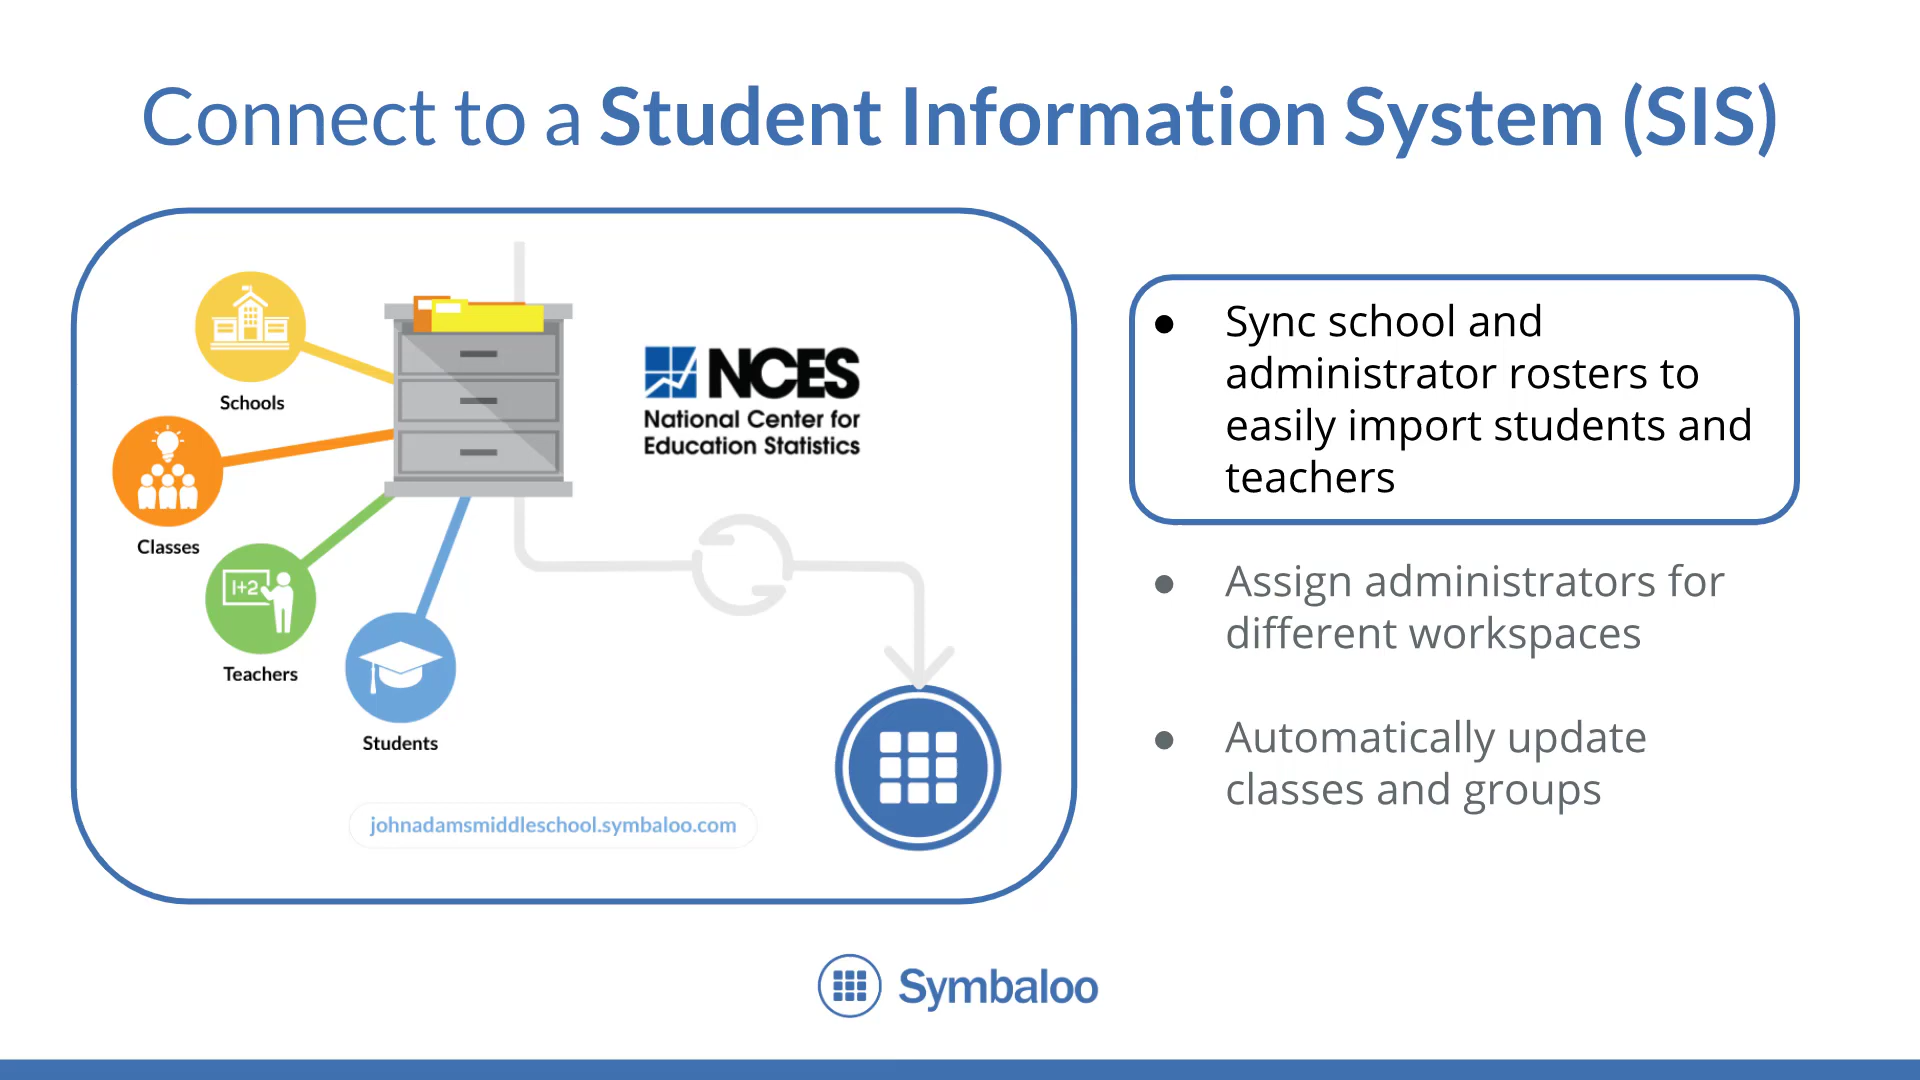 Connect to a Student Information System (SIS)
Schools
Classes
1+2
Teachers
Students
NCES
National Center for
Education Statistics
johnadamsmiddleschool.symbaloo.com
● Sync school and
administrator rosters to
easily import students and
teachers
● Assign administrators for
different workspaces
● Automatically update
classes and groups
Symbaloo